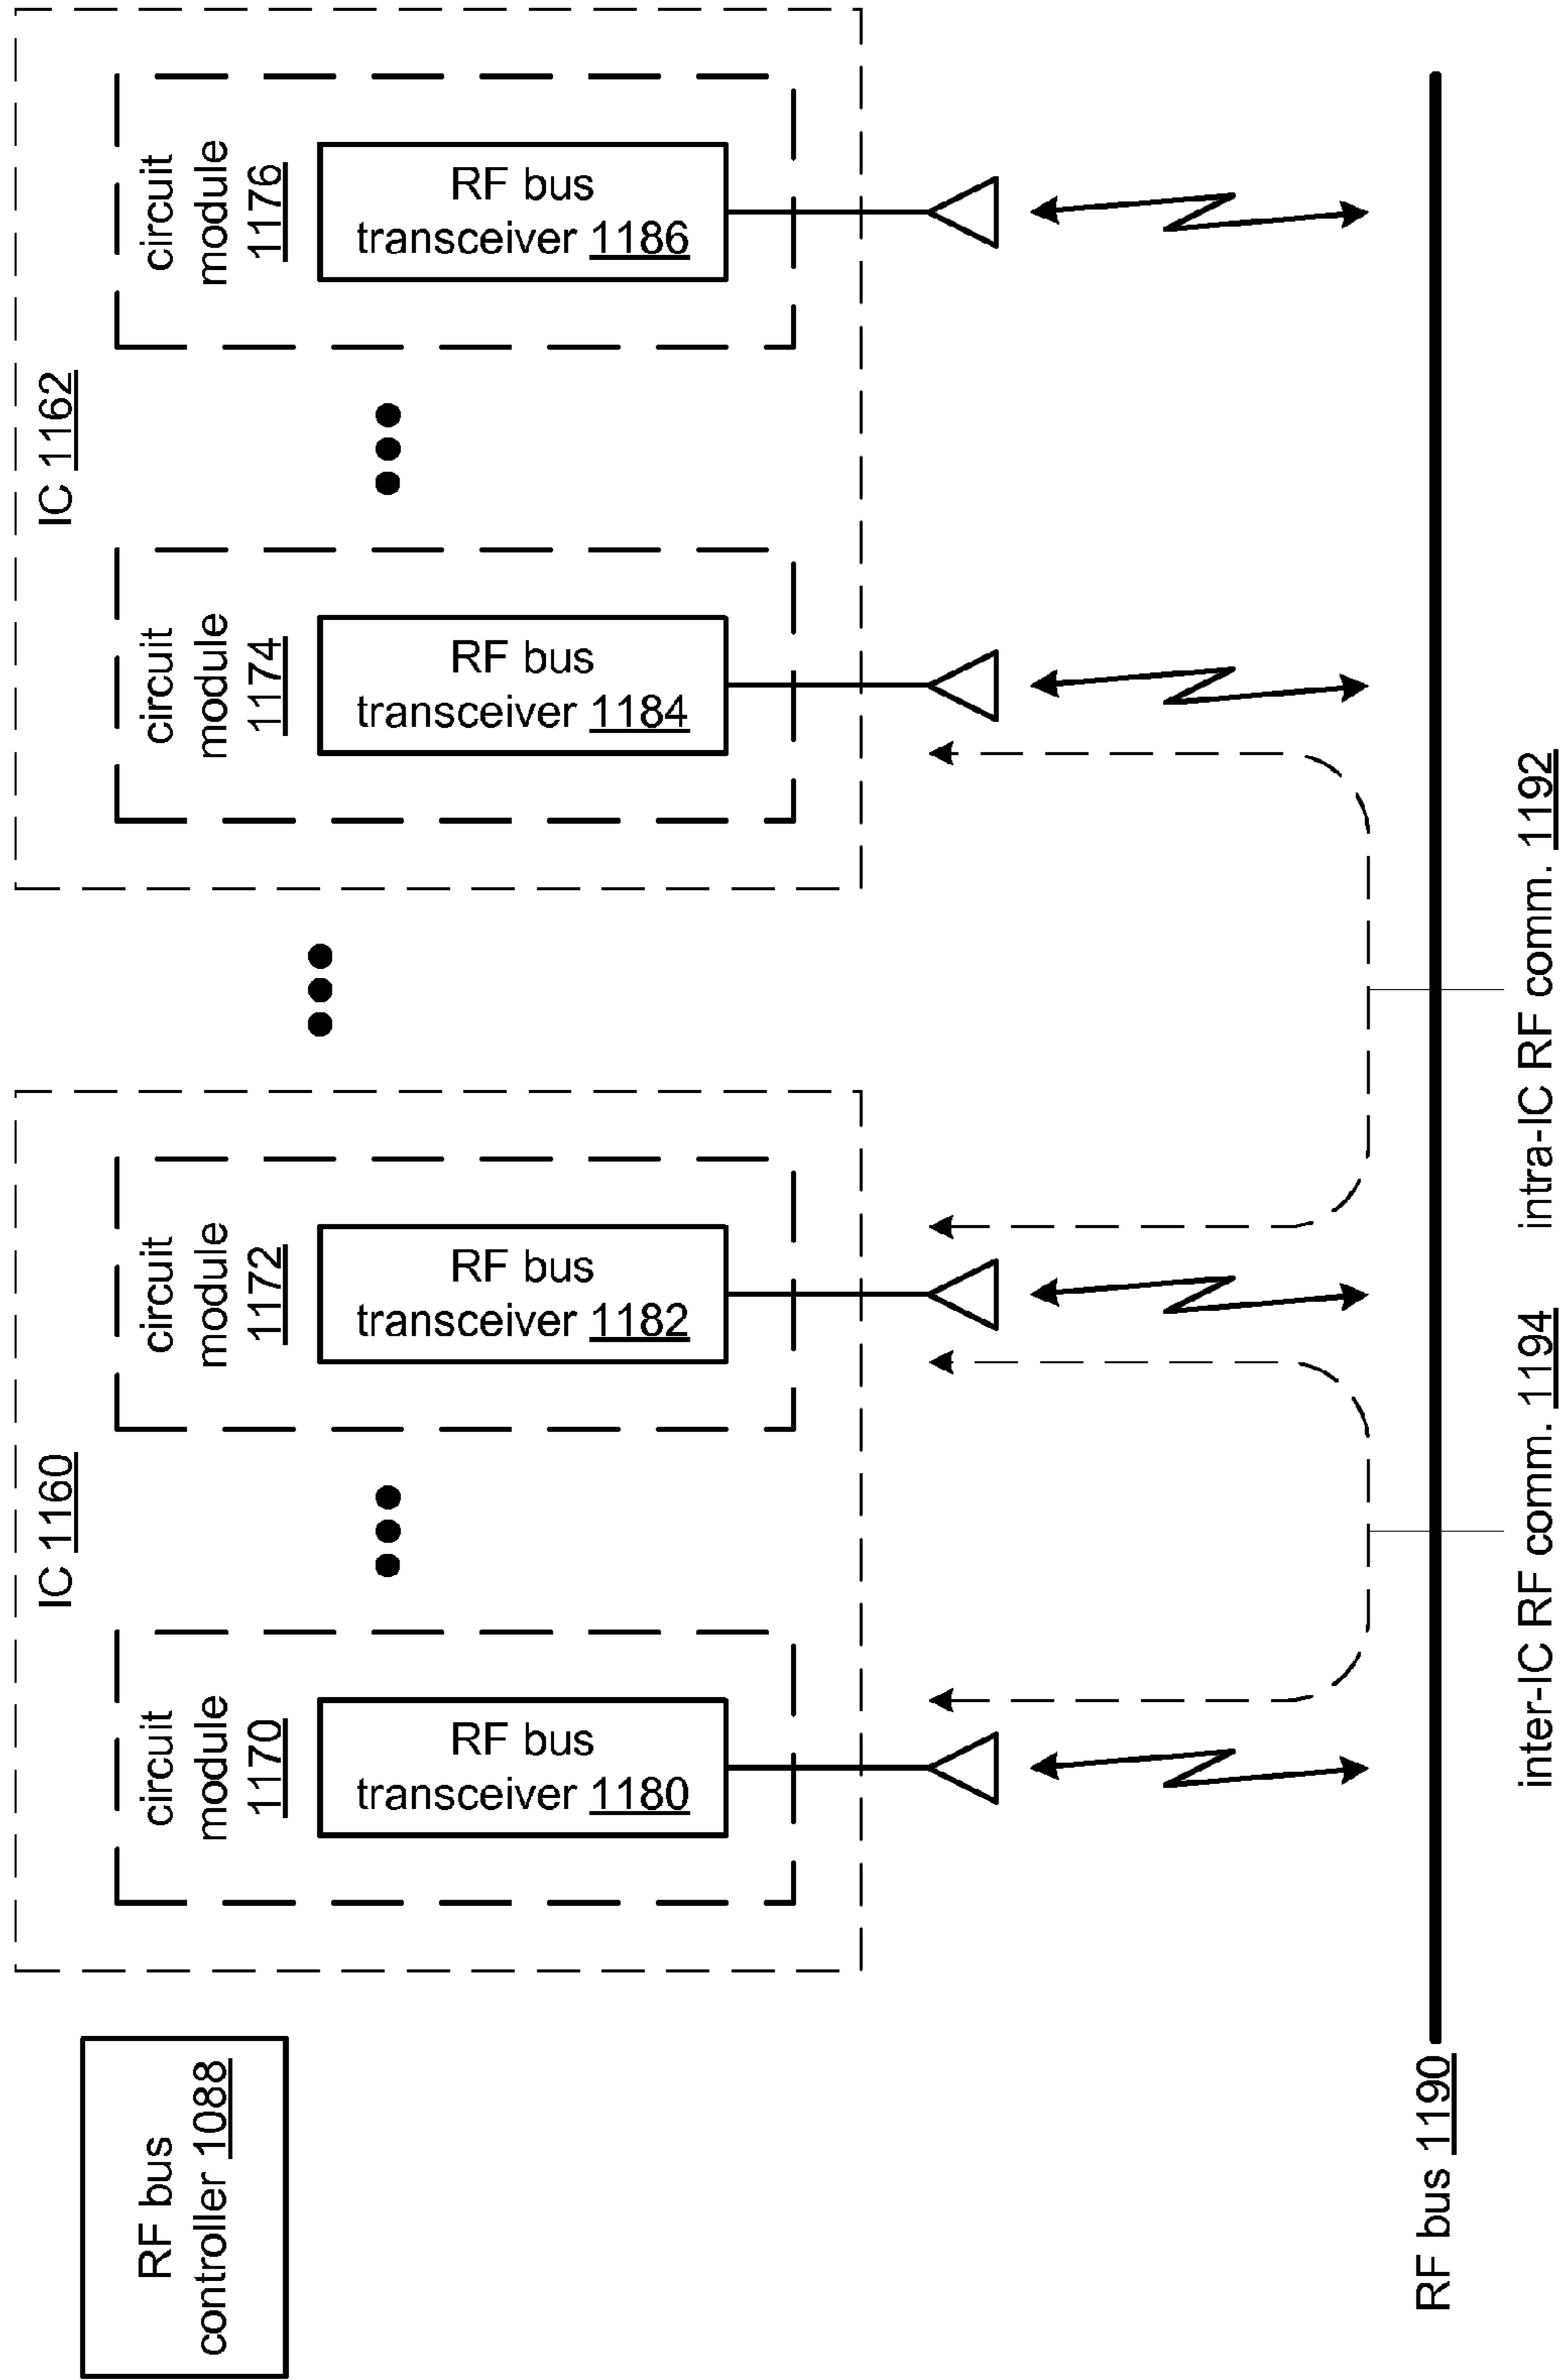 RF bus
controller 1088
IC 1160
circuit
module
1170
RF bus
transceiver 1180
circuit
module
1172
RF bus
transceiver 1182
IC 1162
circuit
module
1174
RF bus
transceiver 1184
circuit
module
1176
RF bus
transceiver 1186
RF bus 1190
inter-IC RF comm. 1194
intra-IC RF comm. 1192